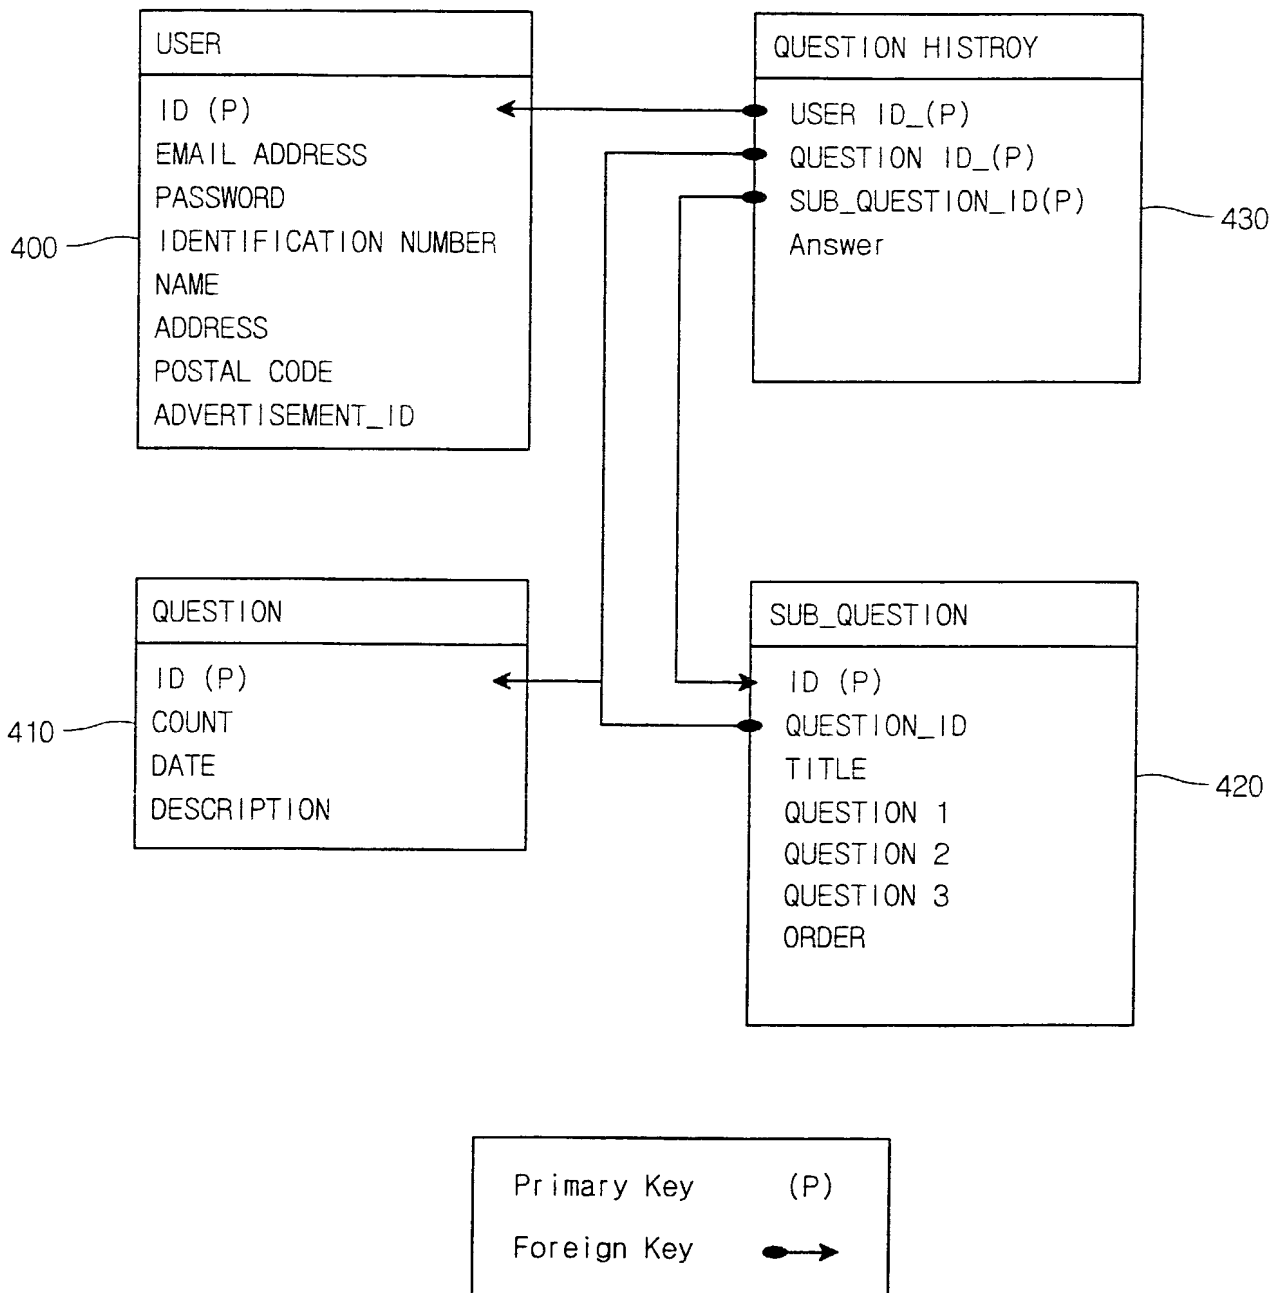 USER
ID (P)
EMAIL ADDRESS
PASSWORD
IDENTIFICATION NUMBER
NAME
ADDRESS
POSTAL CODE
ADVERTISEMENT_ID
400
QUESTION HISTROY
USER ID_(P)
QUESTION ID_(P)
SUB_QUESTION_ID(P)
Answer
430
QUESTION
ID (P)
COUNT
DATE
DESCRIPTION
410
SUB_QUESTION
ID (P)
QUESTION_ID
TITLE
QUESTION 1
QUESTION 2
QUESTION 3
ORDER
420
Primary Key (P)
Foreign Key